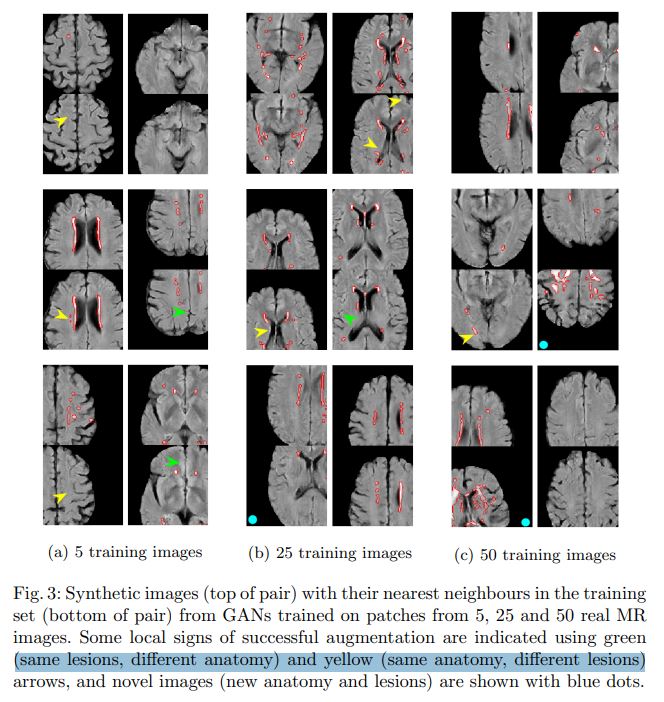 (a) 5 training images
(b) 25 training images
(c) 50 training images
Fig. 3: Synthetic images (top of pair) with their nearest neighbours in the training
set (bottom of pair) from GANs trained on patches from 5, 25 and 50 real MR
images. Some local signs of successful augmentation are indicated using green
(same lesions, different anatomy) and yellow (same anatomy, different lesions)
arrows, and novel images (new anatomy and lesions) are shown with blue dots.